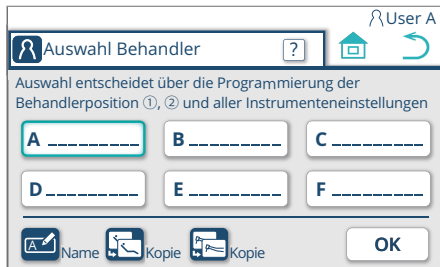 User A
Auswahl Behandler ?
Auswahl entscheidet über die Programmierung der
Behandlerposition ①, ② und aller Instrumenteneinstellungen
A _________ B _________ C _________
D _________ E _________ F _________
A Name Kopie Kopie OK